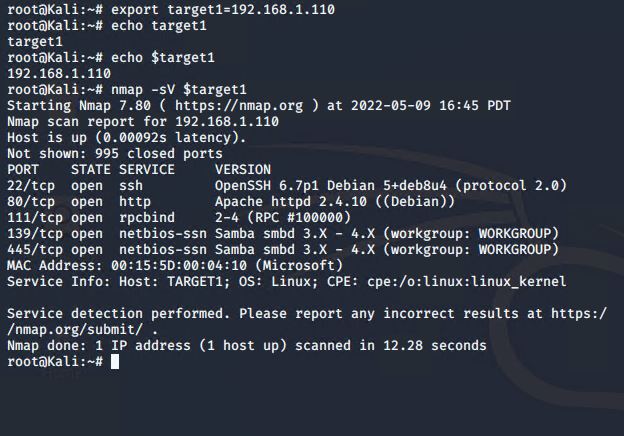 root@Kali:~# export target1=192.168.1.110
root@Kali:~# echo target1
target1
root@Kali:~# echo $target1
192.168.1.110
root@Kali:~# nmap -sV $target1
Starting Nmap 7.80 ( https://nmap.org ) at 2022-05-09 16:45 PDT
Nmap scan report for 192.168.1.110
Host is up (0.00092s latency).
Not shown: 995 closed ports
PORT    STATE SERVICE     VERSION
22/tcp  open  ssh         OpenSSH 6.7p1 Debian 5+deb8u4 (protocol 2.0)
80/tcp  open  http        Apache httpd 2.4.10 ((Debian))
111/tcp open  rpcbind     2-4 (RPC #100000)
139/tcp open  netbios-ssn Samba smbd 3.X - 4.X (workgroup: WORKGROUP)
445/tcp open  netbios-ssn Samba smbd 3.X - 4.X (workgroup: WORKGROUP)
MAC Address: 00:15:5D:00:04:10 (Microsoft)
Service Info: Host: TARGET1; OS: Linux; CPE: cpe:/o:linux:linux_kernel

Service detection performed. Please report any incorrect results at https:/
/nmap.org/submit/ .
Nmap done: 1 IP address (1 host up) scanned in 12.28 seconds
root@Kali:~#